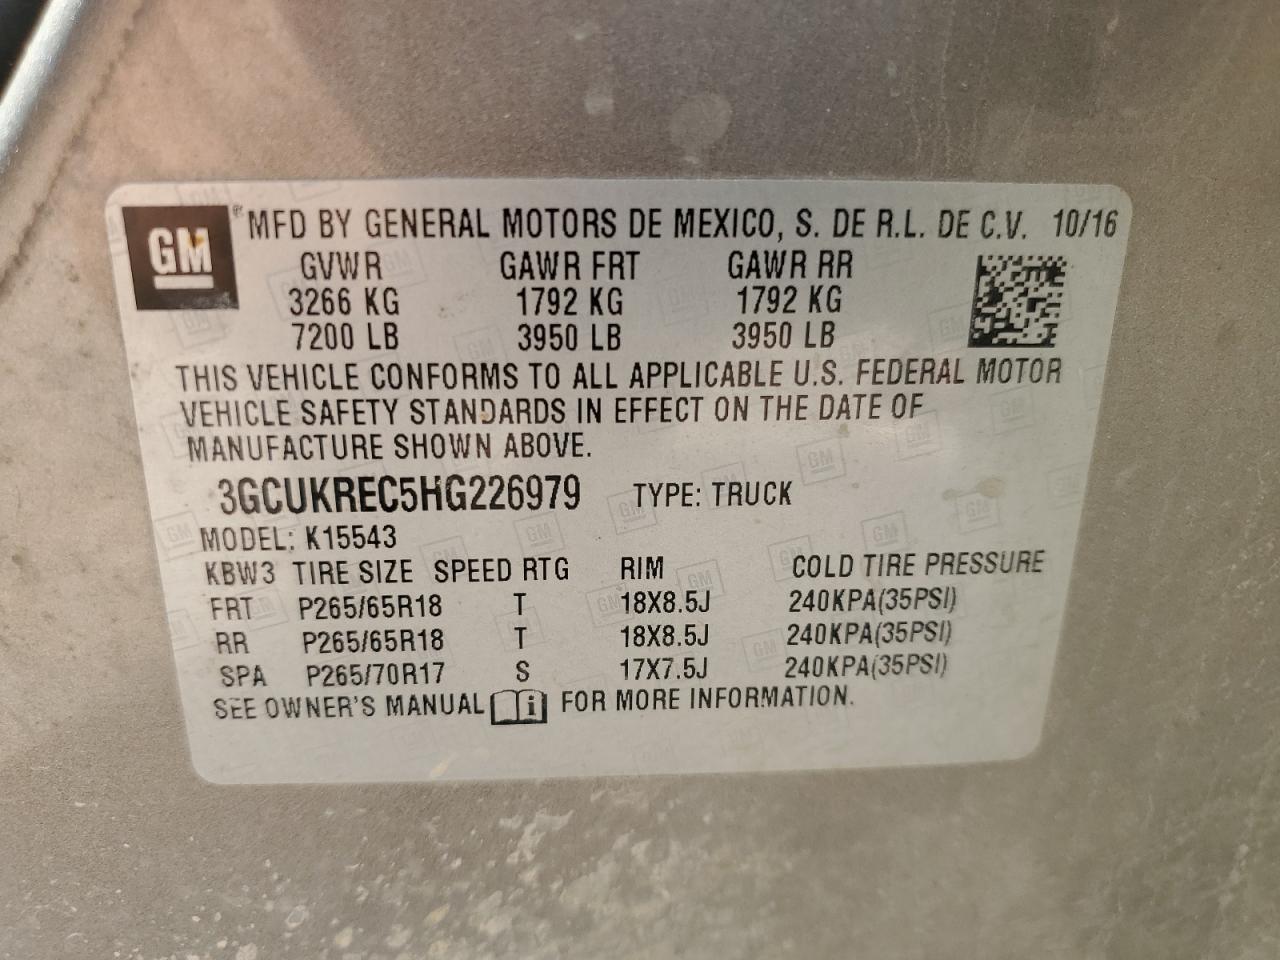 GM® MFD BY GENERAL MOTORS DE MEXICO, S. DE R.L. DE C.V. 10/16
GVWR GAWR FRT GAWR RR
3266 KG 1792 KG 1792 KG
7200 LB 3950 LB 3950 LB
THIS VEHICLE CONFORMS TO ALL APPLICABLE U.S. FEDERAL MOTOR
VEHICLE SAFETY STANDARDS IN EFFECT ON THE DATE OF
MANUFACTURE SHOWN ABOVE.
3GCUKREC5HG226979 TYPE: TRUCK
MODEL: K15543
KBW3 TIRE SIZE SPEED RTG RIM COLD TIRE PRESSURE
FRT P265/65R18 T 18X8.5J 240KPA(35PSI)
RR P265/65R18 T 18X8.5J 240KPA(35PSI)
SPA P265/70R17 S 17X7.5J 240KPA(35PSI)
SEE OWNER'S MANUAL i FOR MORE INFORMATION.